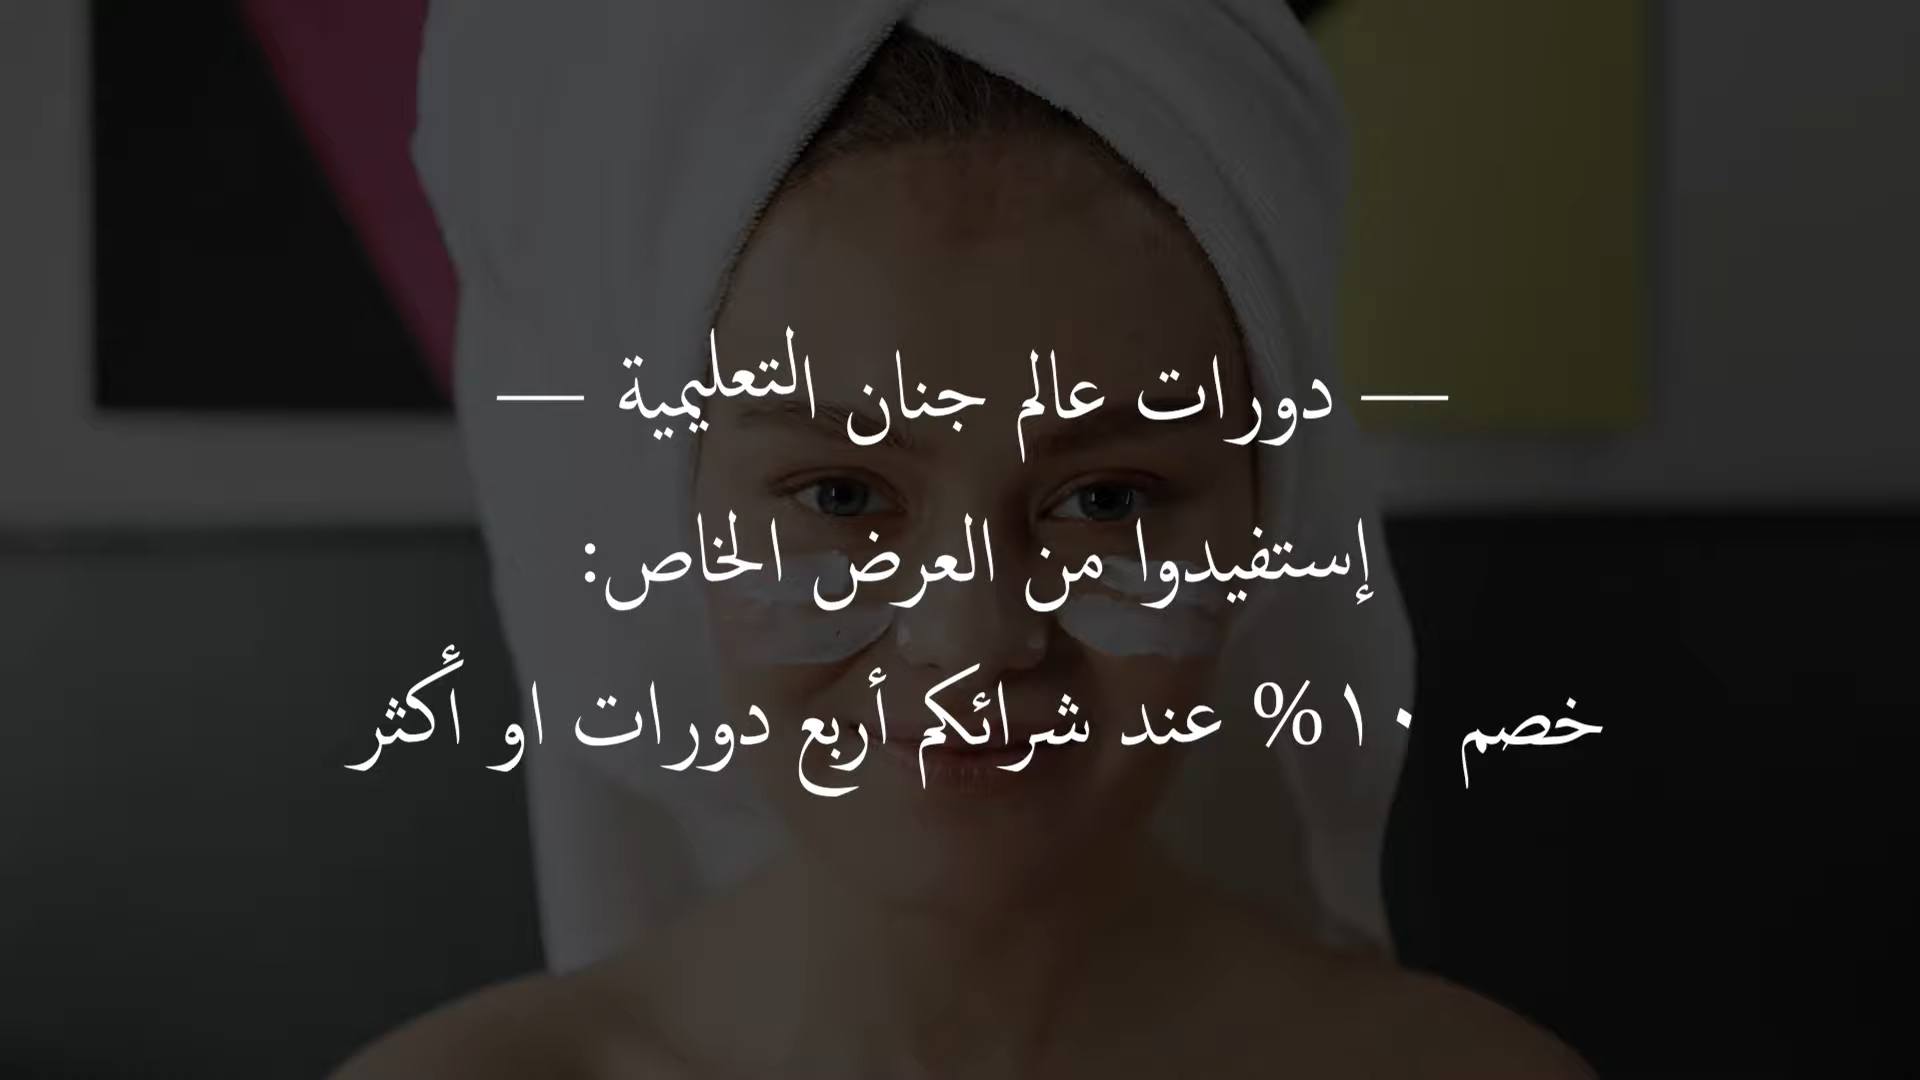 — دورات عالم جنان التعليمية —
إستفيدوا من العرض الخاص:
خصم ١٠% عند شرائكم أربع دورات او أكثر